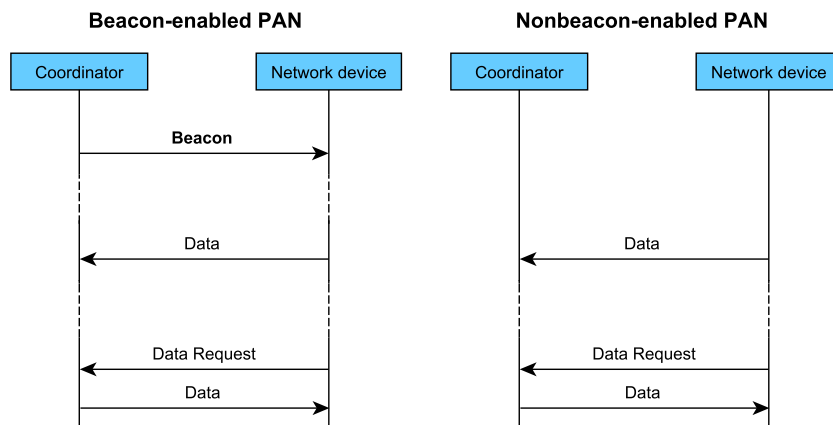 Beacon-enabled PAN
Coordinator
Network device
Beacon
Data
Data Request
Data
Nonbeacon-enabled PAN
Coordinator
Network device
Data
Data Request
Data